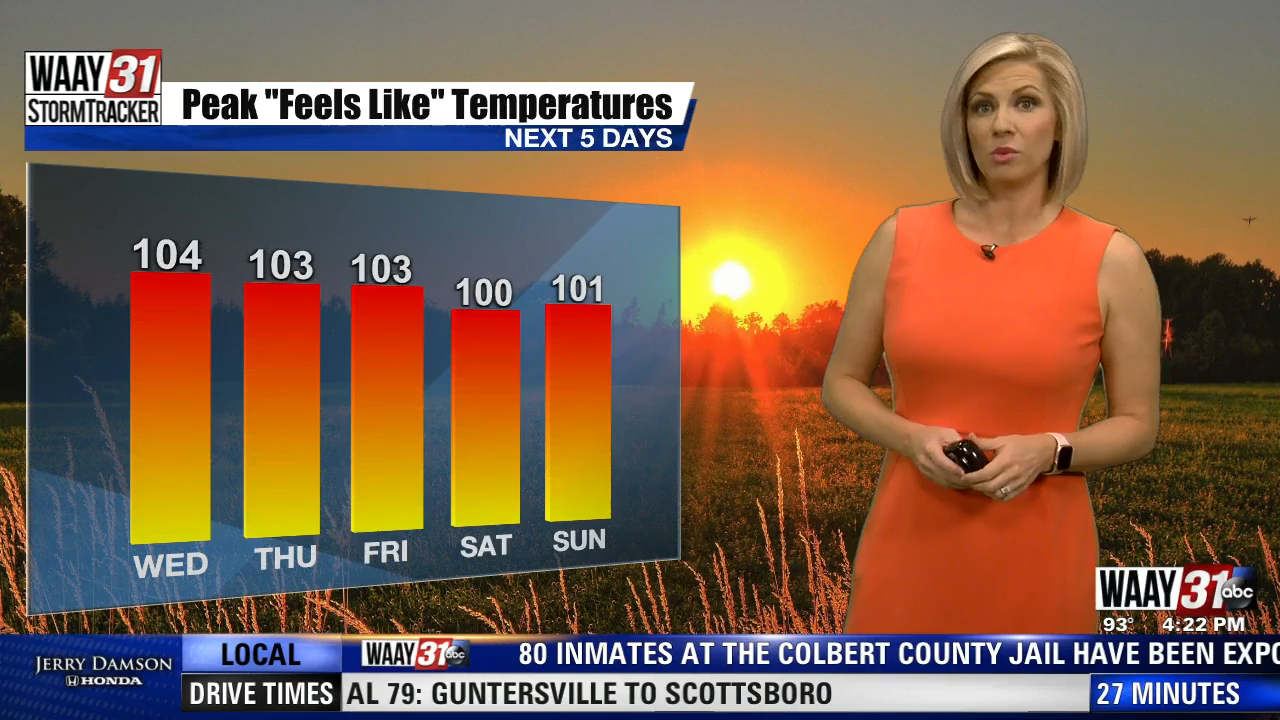 WAAY 31
STORMTRACKER
Peak "Feels Like" Temperatures
NEXT 5 DAYS
104 103 103 100 101
WED THU FRI SAT SUN
WAAY 31 abc
93° 4:22 PM
JERRY DAMSON
HONDA
LOCAL
WAAY 31 abc
80 INMATES AT THE COLBERT COUNTY JAIL HAVE BEEN EXPO
DRIVE TIMES
AL 79: GUNTERSVILLE TO SCOTTSBORO
27 MINUTES